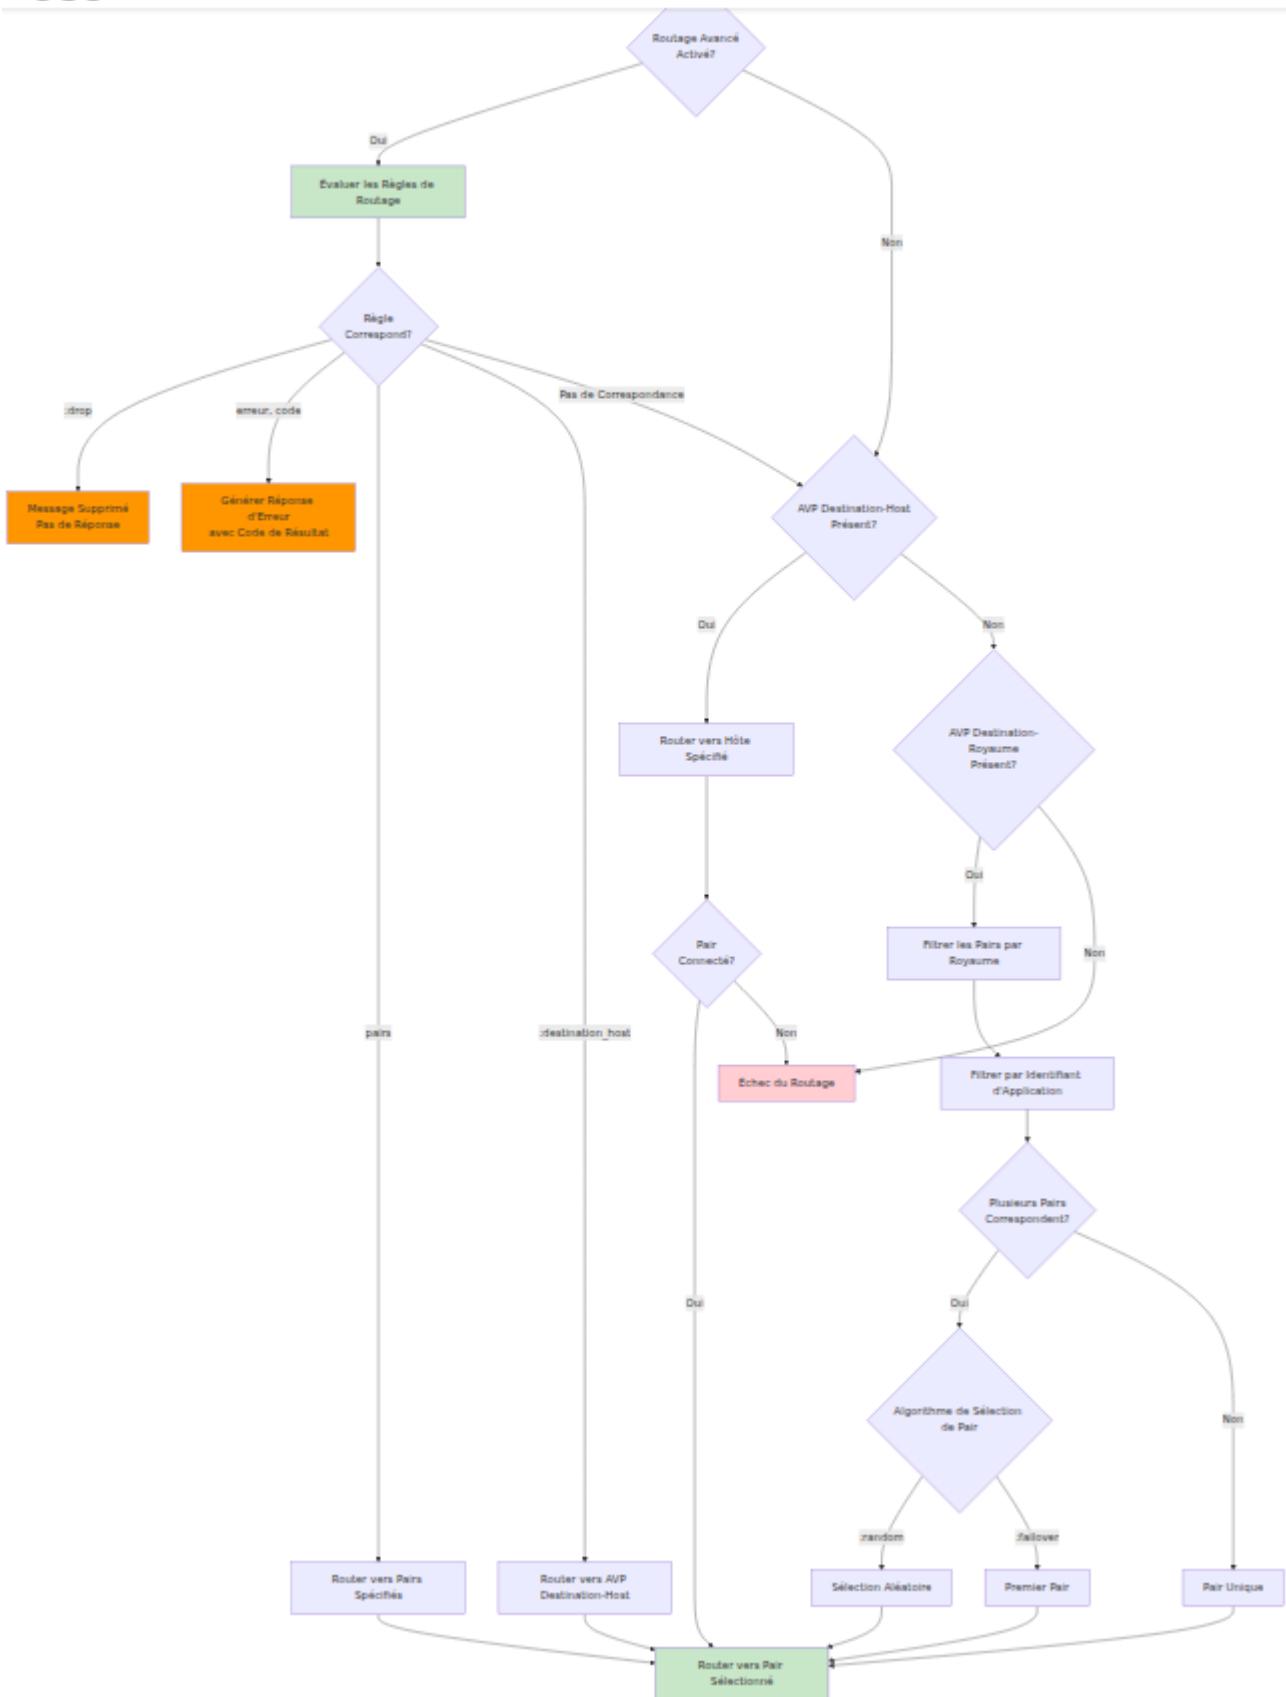 Routage Avancé
Activé?
Oui
Évaluer les Règles de
Routage
Non
Règle
Correspond?
Pas de Correspondance
:drop
erreur, code
Message Supprimé
Pas de Réponse
Générer Réponse
d'Erreur
avec Code de Résultat
AVP Destination-Host
Présent?
Oui
Non
Router vers Hôte
Spécifié
AVP Destination-
Royaume
Présent?
Oui
Filtrer les Pairs par
Royaume
Non
Pair
Connecté?
pairs
:destination_host
Non
Échec du Routage
Filtrer par Identifiant
d'Application
Plusieurs Pairs
Correspondent?
Oui
Oui
Algorithme de Sélection
de Pair
Non
:random
:failover
Router vers Pairs
Spécifiés
Router vers AVP
Destination-Host
Sélection Aléatoire
Premier Pair
Pair Unique
Router vers Pair
Sélectionné